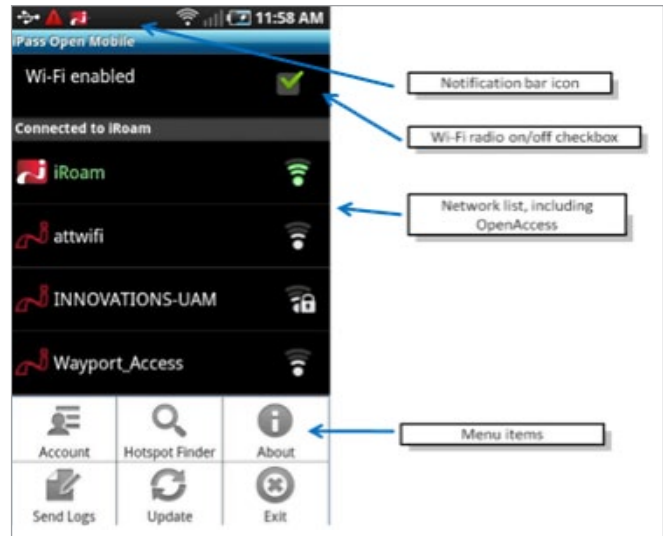 11:58 AM
iPass Open Mobile
Wi-Fi enabled
Notification bar icon
Wi-Fi radio on/off checkbox
Connected to iRoam
iRoam
Network list, including
OpenAccess
attwifi
INNOVATIONS-UAM
Wayport_Access
Menu items
Account Hotspot Finder About
Send Logs Update Exit